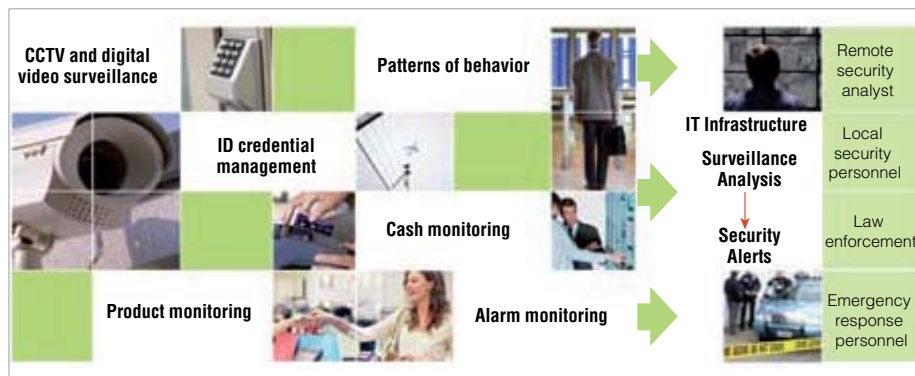 CCTV and digital
video surveillance
Patterns of behavior
ID credential
management
Cash monitoring
Product monitoring
Alarm monitoring
IT Infrastructure
Surveillance
Analysis
Security
Alerts
Remote
security
analyst
Local
security
personnel
Law
enforcement
Emergency
response
personnel